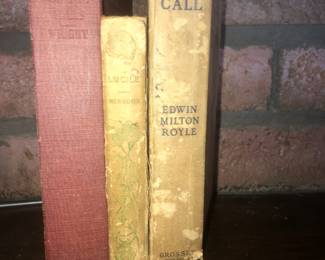 WRIGHT
LUCILE
MEREDITH
CALL
EDWIN
MILTON
ROYLE
GROSSET